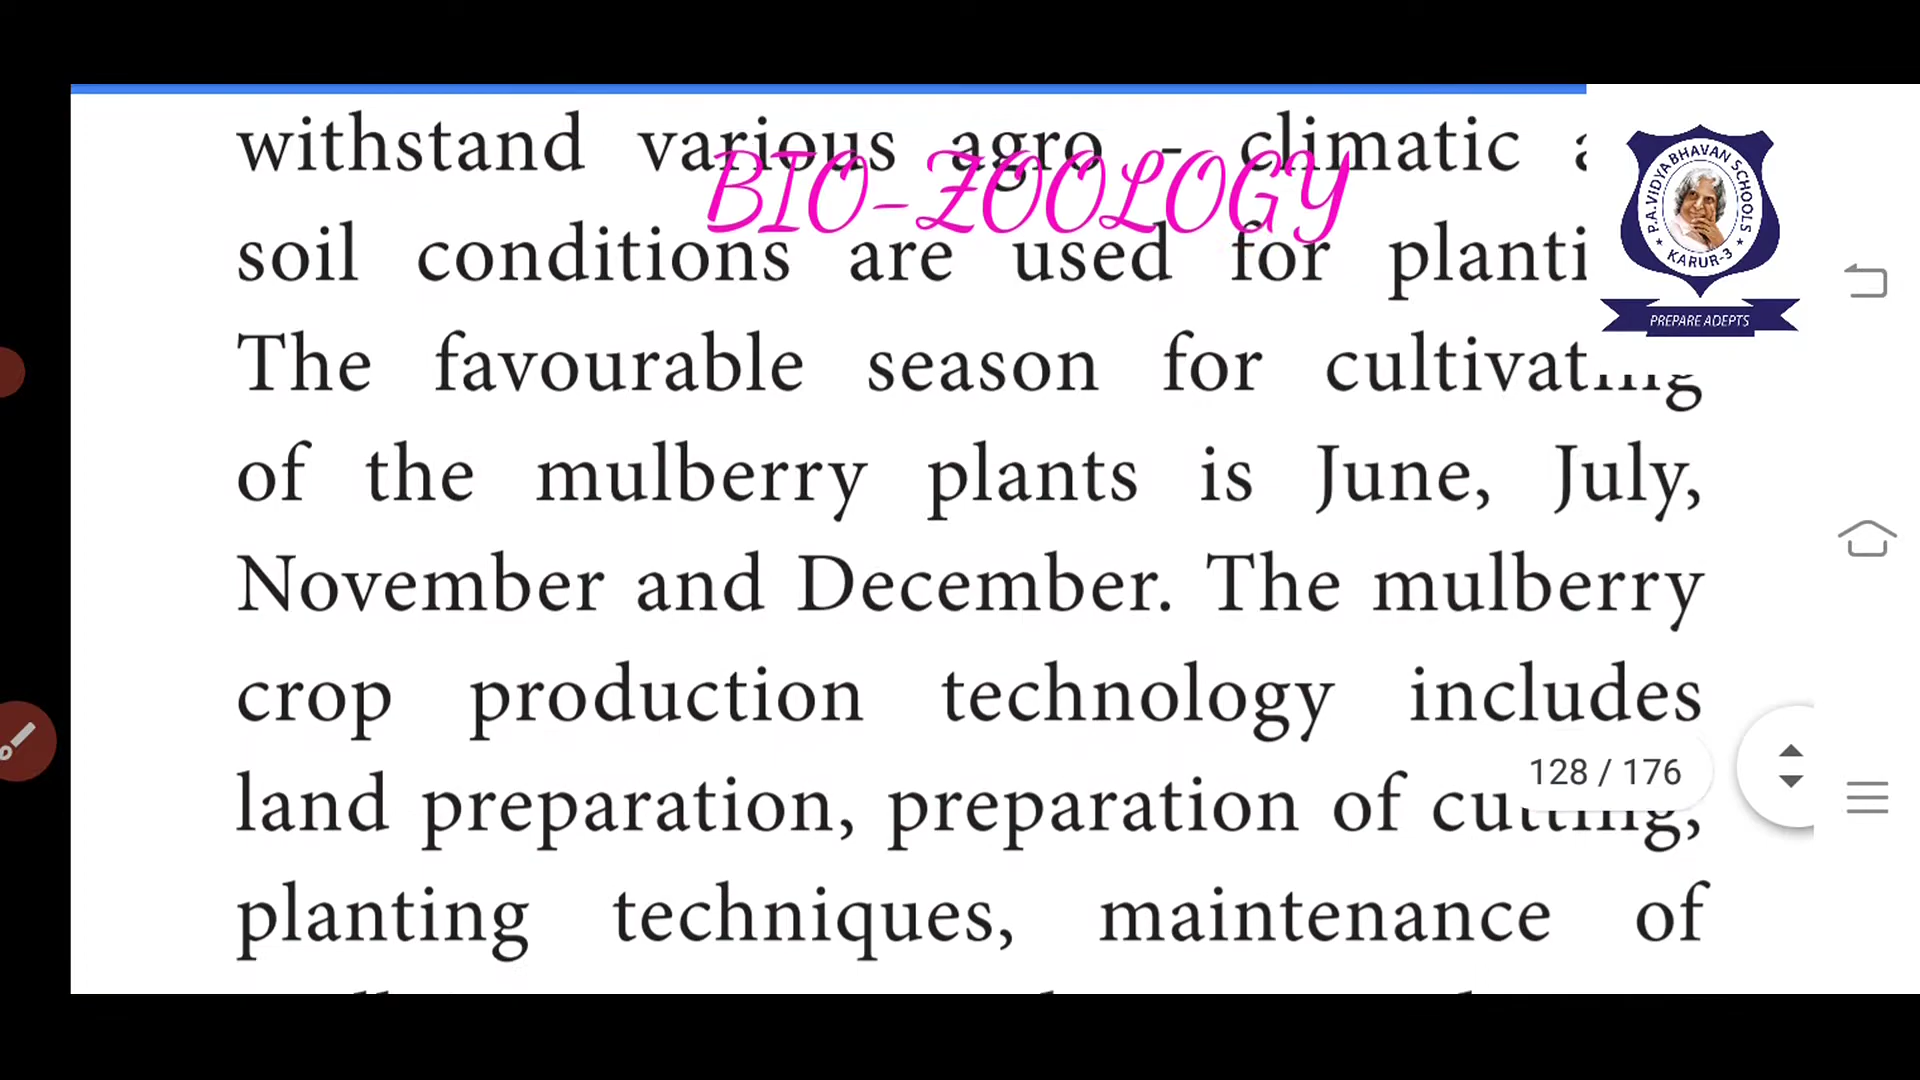 withstand various agro - climatic
BIO-ZOOLOGY
soil conditions are used for planti
The favourable season for cultivating
of the mulberry plants is June, July,
November and December. The mulberry
crop production technology includes
land preparation, preparation of cutting,
planting techniques, maintenance of
128 / 176
P.A.VIDYA BHAVAN SCHOOLS
KARUR-3
PREPARE ADEPTS